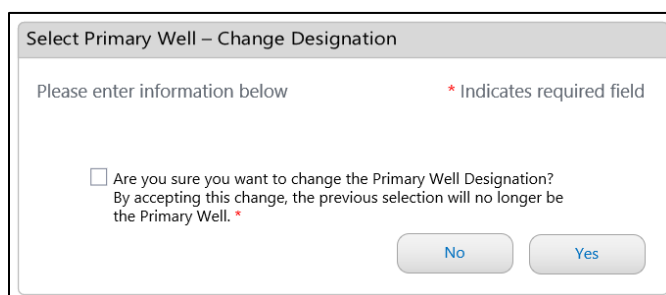 Select Primary Well – Change Designation
Please enter information below
* Indicates required field
Are you sure you want to change the Primary Well Designation?
By accepting this change, the previous selection will no longer be
the Primary Well. *
No
Yes